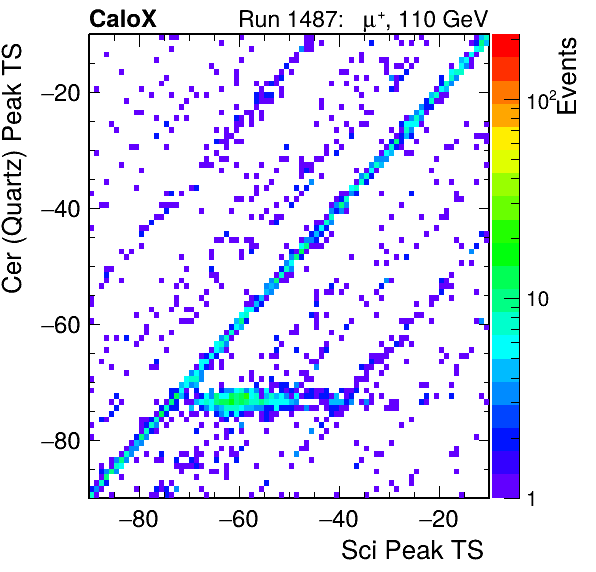 CaloX Run 1487: μ⁺, 110 GeV
Cer (Quartz) Peak TS
−20
−40
−60
−80
−80 −60 −40 −20
Sci Peak TS
10²
10
1
Events